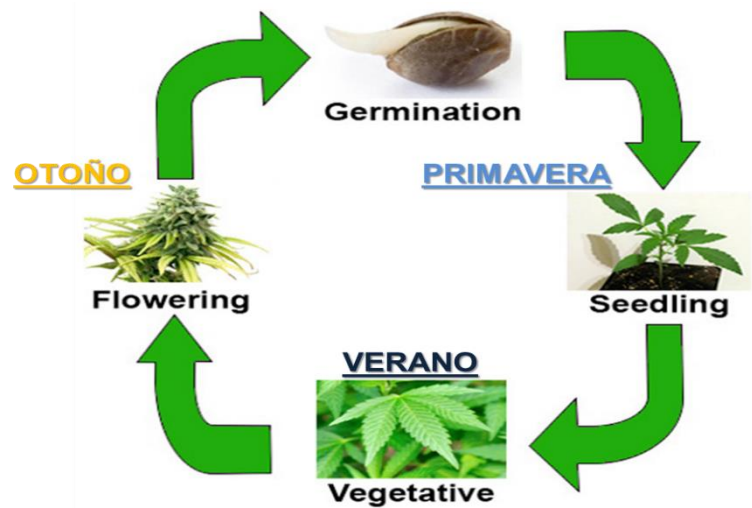 Germination
OTOÑO
PRIMAVERA
Flowering
Seedling
VERANO
Vegetative